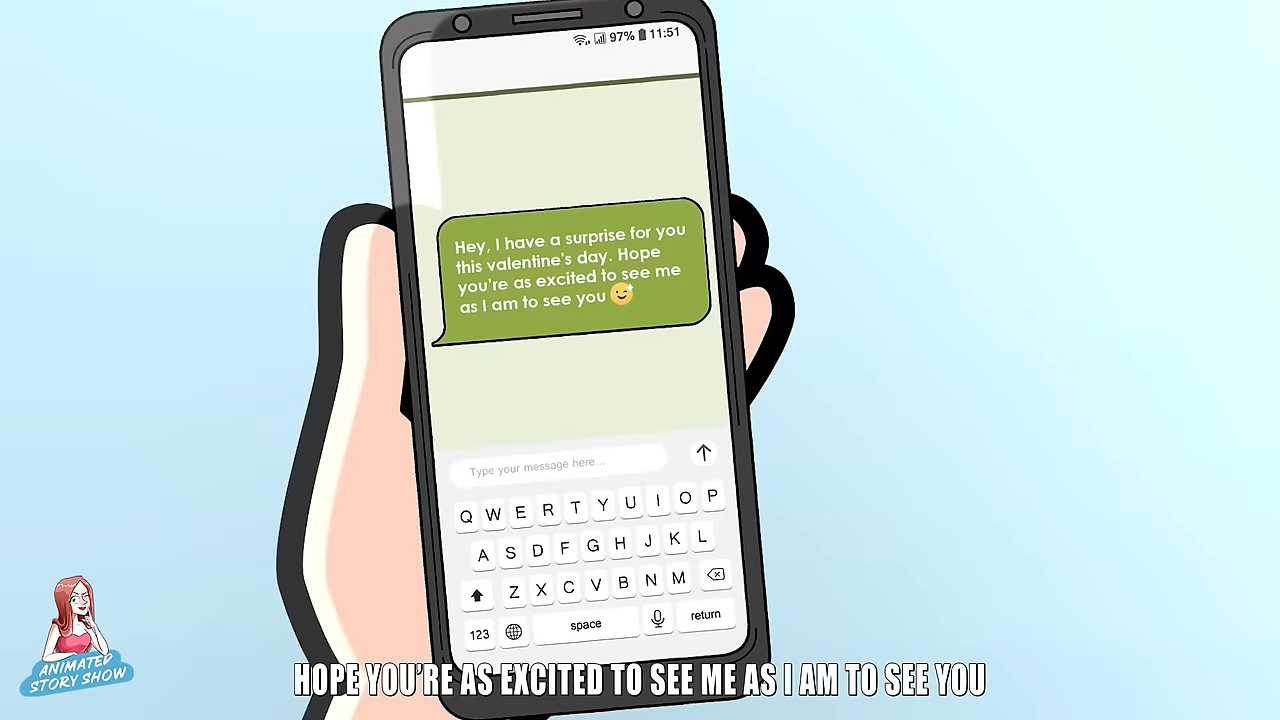 97% 11:51
Hey, I have a surprise for you
this valentine's day. Hope
you're as excited to see me
as I am to see you 😉
Type your message here...
Q W E R T Y U I O P
A S D F G H J K L
Z X C V B N M
123 space return
ANIMATED
STORY SHOW
HOPE YOU'RE AS EXCITED TO SEE ME AS I AM TO SEE YOU